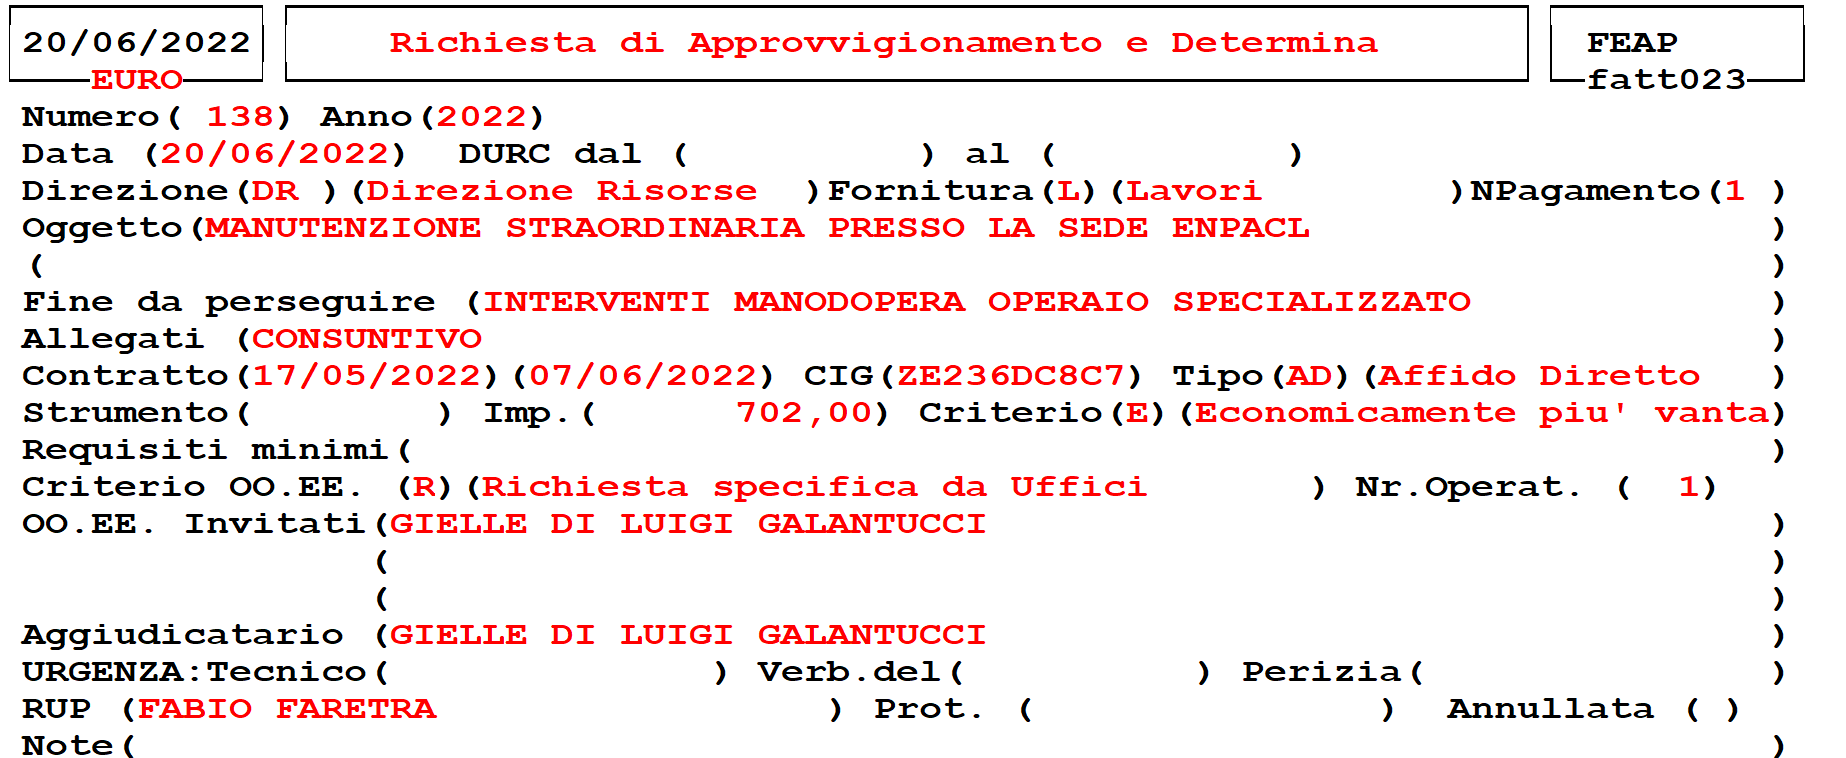 20/06/2022 Richiesta di Approvvigionamento e Determina FEAP
EURO fatt023
Numero( 138) Anno(2022)
Data (20/06/2022) DURC dal ( ) al ( )
Direzione(DR )(Direzione Risorse )Fornitura(L)(Lavori )NPagamento(1 )
Oggetto(MANUTENZIONE STRAORDINARIA PRESSO LA SEDE ENPACL )
( )
Fine da perseguire (INTERVENTI MANODOPERA OPERAIO SPECIALIZZATO )
Allegati (CONSUNTIVO )
Contratto(17/05/2022)(07/06/2022) CIG(ZE236DC8C7) Tipo(AD)(Affido Diretto )
Strumento( ) Imp.( 702,00) Criterio(E)(Economicamente piu' vanta)
Requisiti minimi( )
Criterio OO.EE. (R)(Richiesta specifica da Uffici ) Nr.Operat. ( 1)
OO.EE. Invitati(GIELLE DI LUIGI GALANTUCCI )
( )
( )
Aggiudicatario (GIELLE DI LUIGI GALANTUCCI )
URGENZA:Tecnico( ) Verb.del( ) Perizia( )
RUP (FABIO FARETRA ) Prot. ( ) Annullata ( )
Note( )